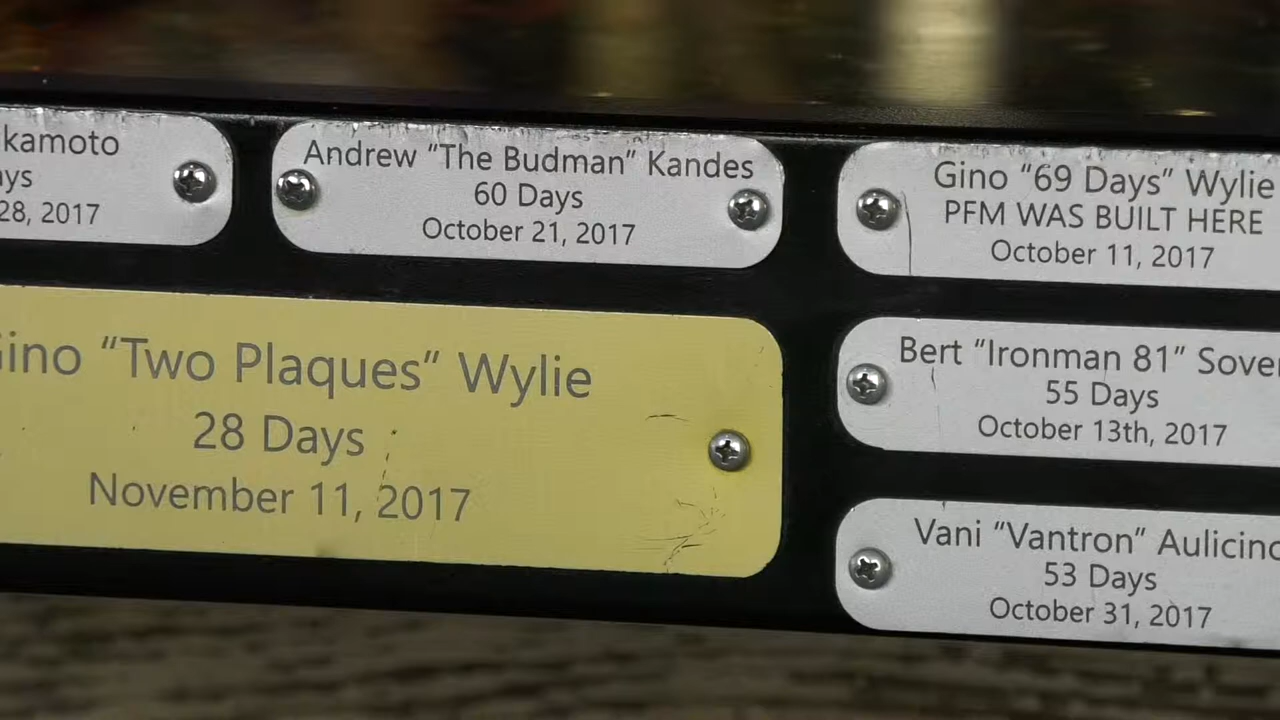 kamoto
ays
28, 2017
Andrew “The Budman” Kandes
60 Days
October 21, 2017
Gino “69 Days” Wylie
PFM WAS BUILT HERE
October 11, 2017
Gino “Two Plaques” Wylie
28 Days
November 11, 2017
Bert “Ironman 81” Sover
55 Days
October 13th, 2017
Vani “Vantron” Aulicino
53 Days
October 31, 2017